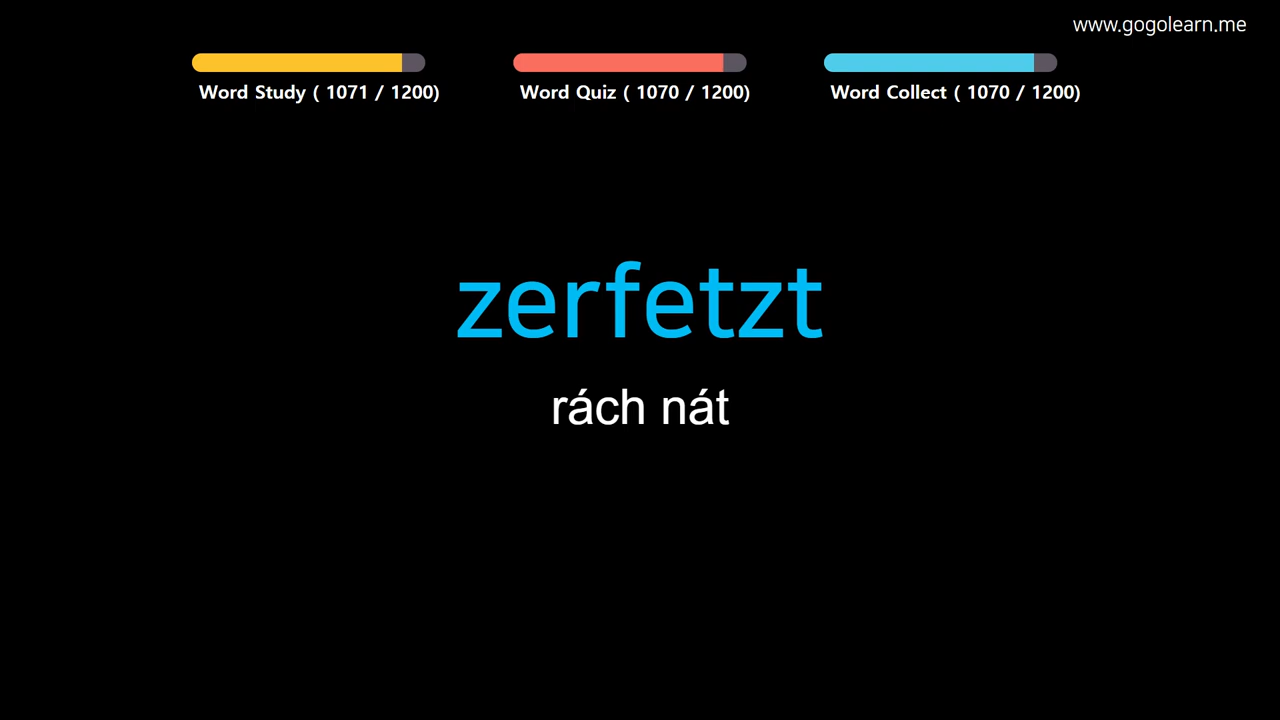 www.gogolearn.me
Word Study ( 1071 / 1200)
Word Quiz ( 1070 / 1200)
Word Collect ( 1070 / 1200)
zerfetzt
rách nát